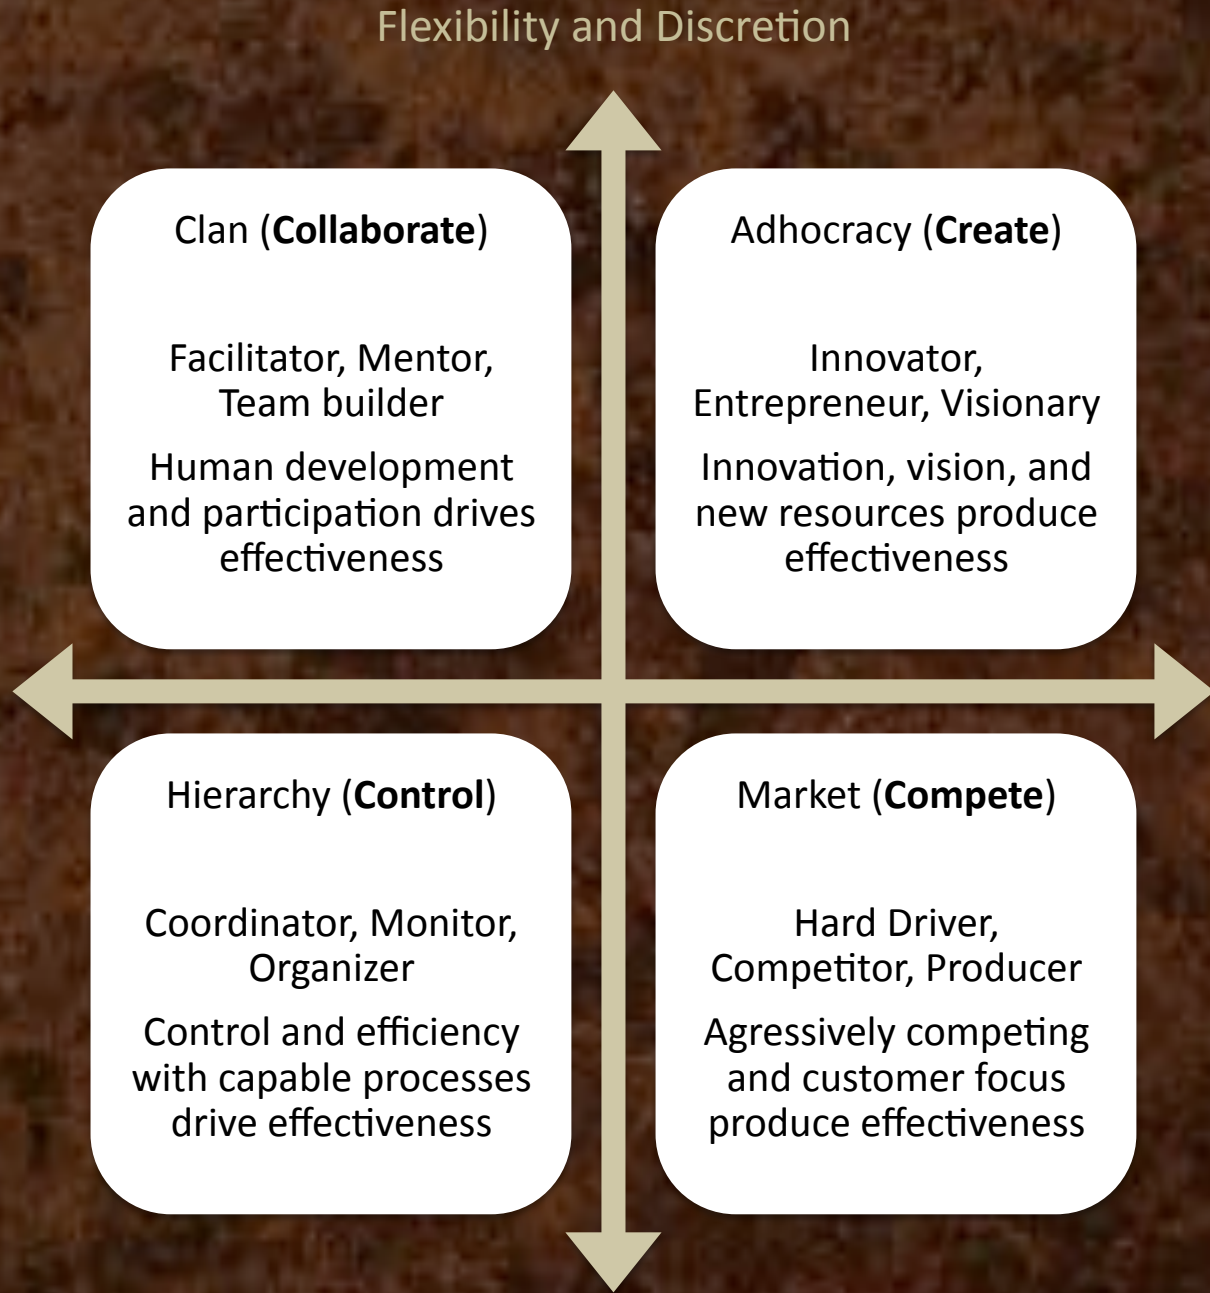 Flexibility and Discretion
Clan (Collaborate)
Facilitator, Mentor,
Team builder
Human development
and participation drives
effectiveness
Adhocracy (Create)
Innovator,
Entrepreneur, Visionary
Innovation, vision, and
new resources produce
effectiveness
Hierarchy (Control)
Coordinator, Monitor,
Organizer
Control and efficiency
with capable processes
drive effectiveness
Market (Compete)
Hard Driver,
Competitor, Producer
Agressively competing
and customer focus
produce effectiveness